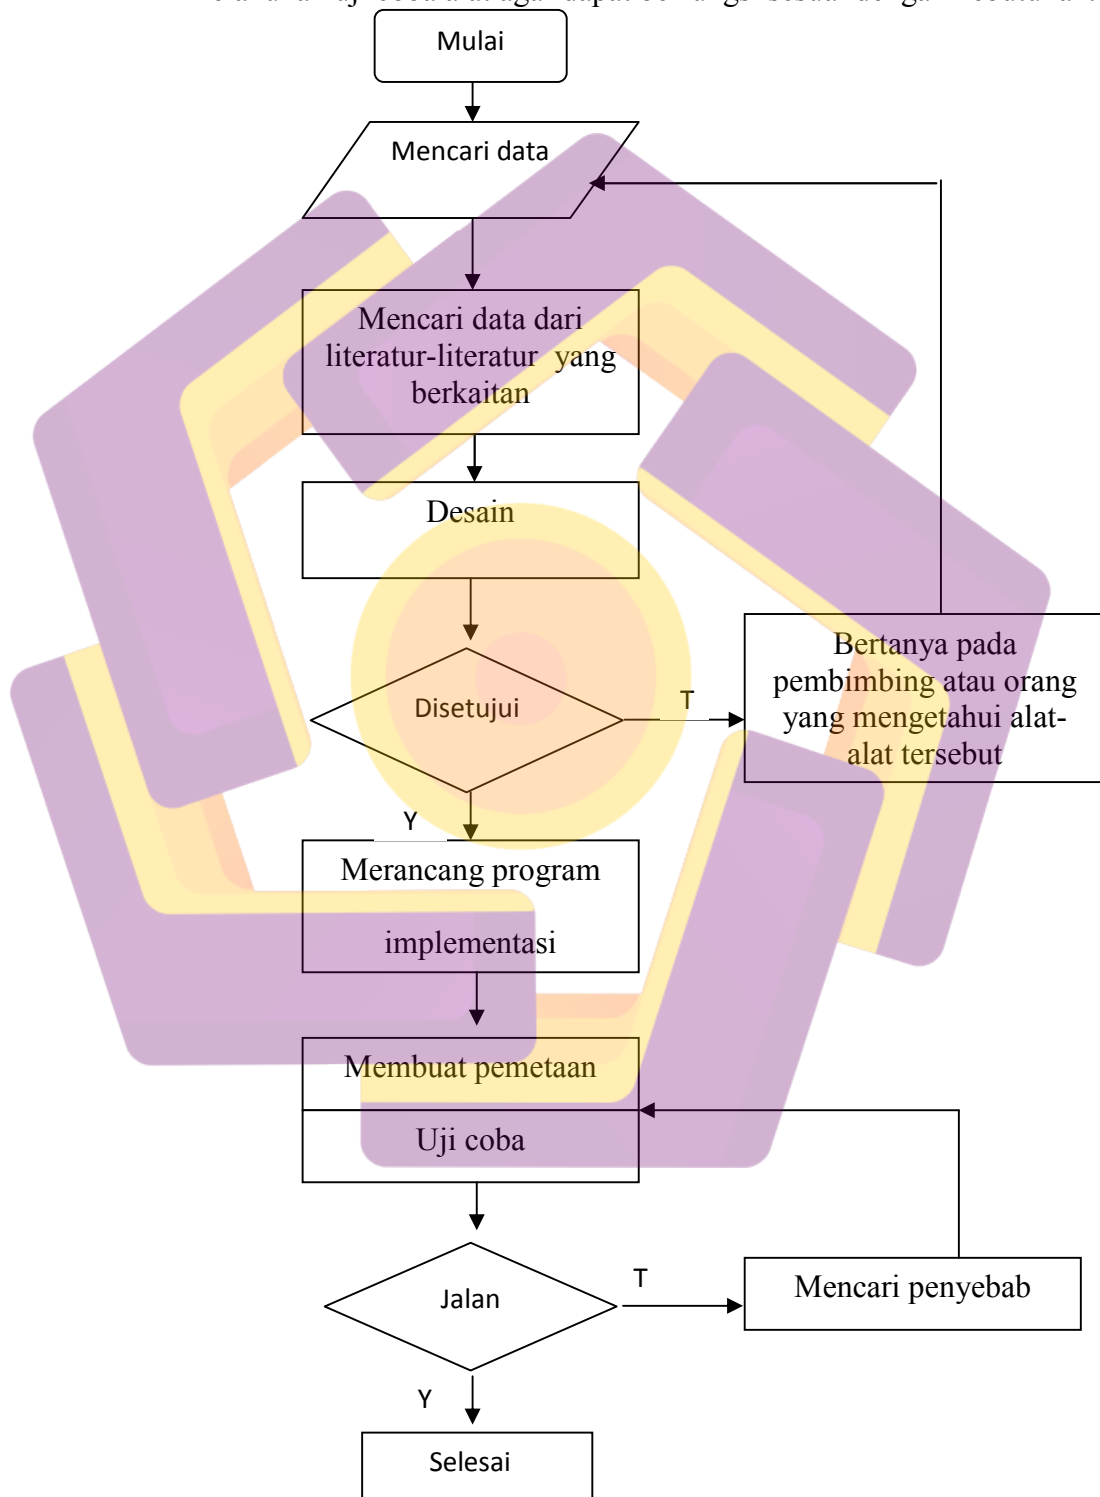 Mulai
Mencari data
Mencari data dari
literatur-literatur yang
berkaitan
Desain
Disetujui
T
Bertanya pada
pembimbing atau orang
yang mengetahui alat-
alat tersebut
Y
Merancang program
implementasi
Membuat pemetaan
Uji coba
Jalan
T
Mencari penyebab
Y
Selesai